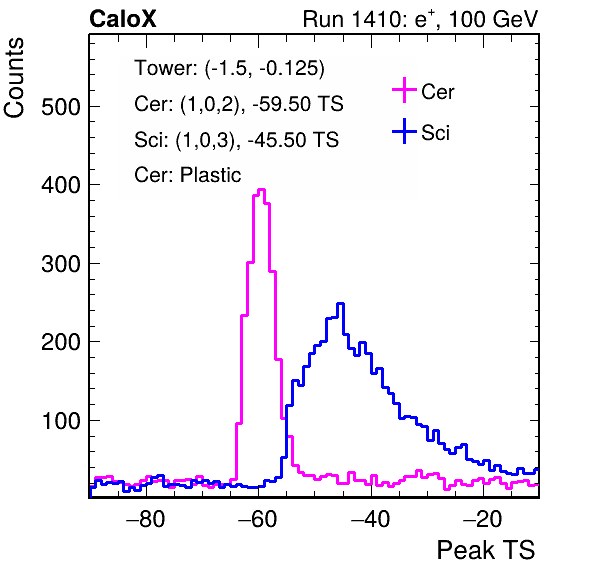 CaloX Run 1410: e+, 100 GeV
Counts
Tower: (-1.5, -0.125)
Cer: (1,0,2), -59.50 TS
Sci: (1,0,3), -45.50 TS
Cer: Plastic
Cer
Sci
500
400
300
200
100
−80 −60 −40 −20
Peak TS